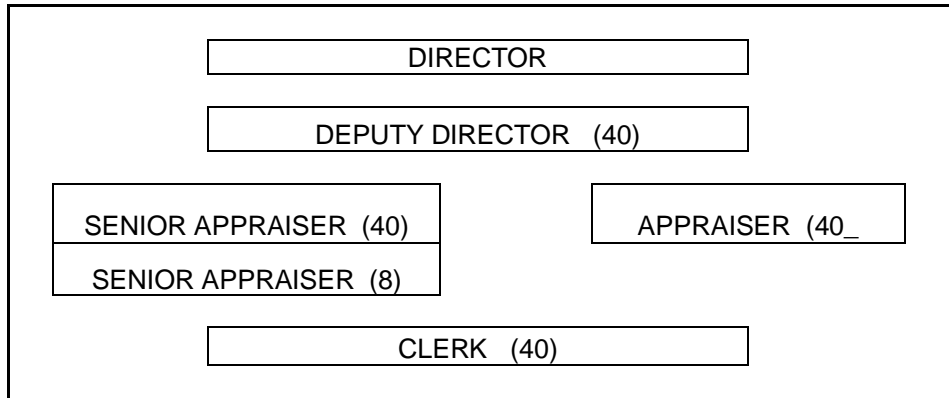 DIRECTOR
DEPUTY DIRECTOR (40)
SENIOR APPRAISER (40)
APPRAISER (40_
SENIOR APPRAISER (8)
CLERK (40)